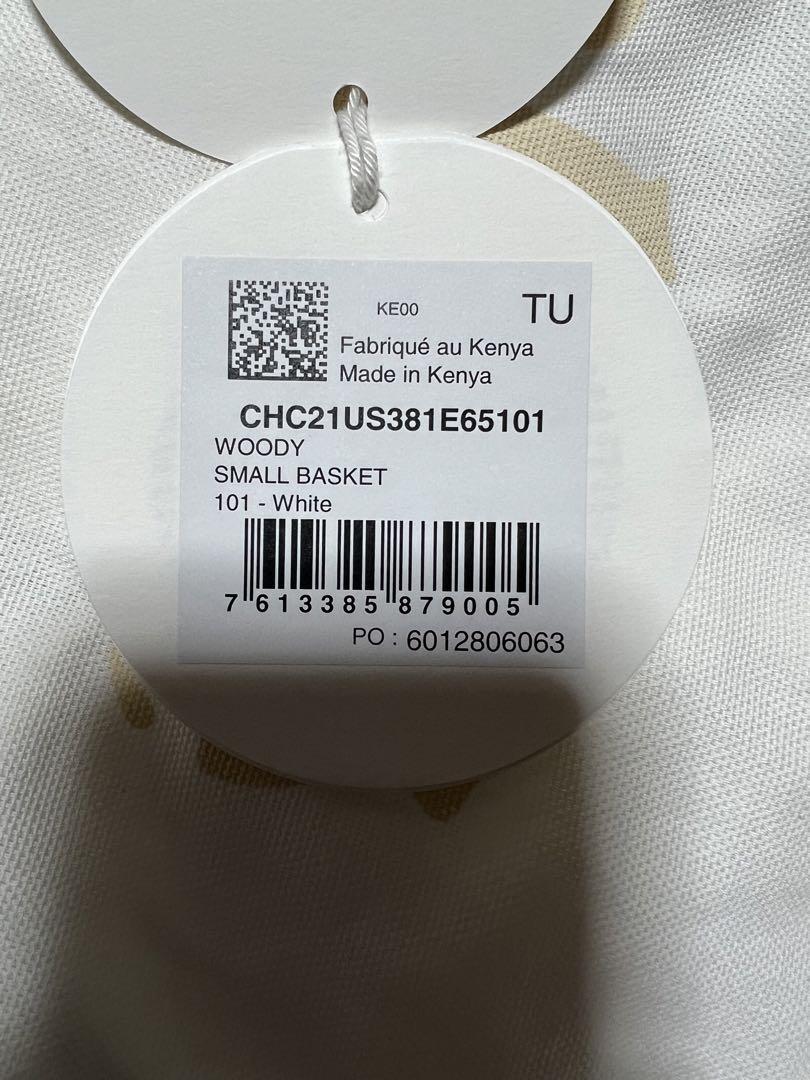 KE00
TU
Fabriqué au Kenya
Made in Kenya
CHC21US381E65101
WOODY
SMALL BASKET
101 - White
7 613385 879005
PO : 6012806063